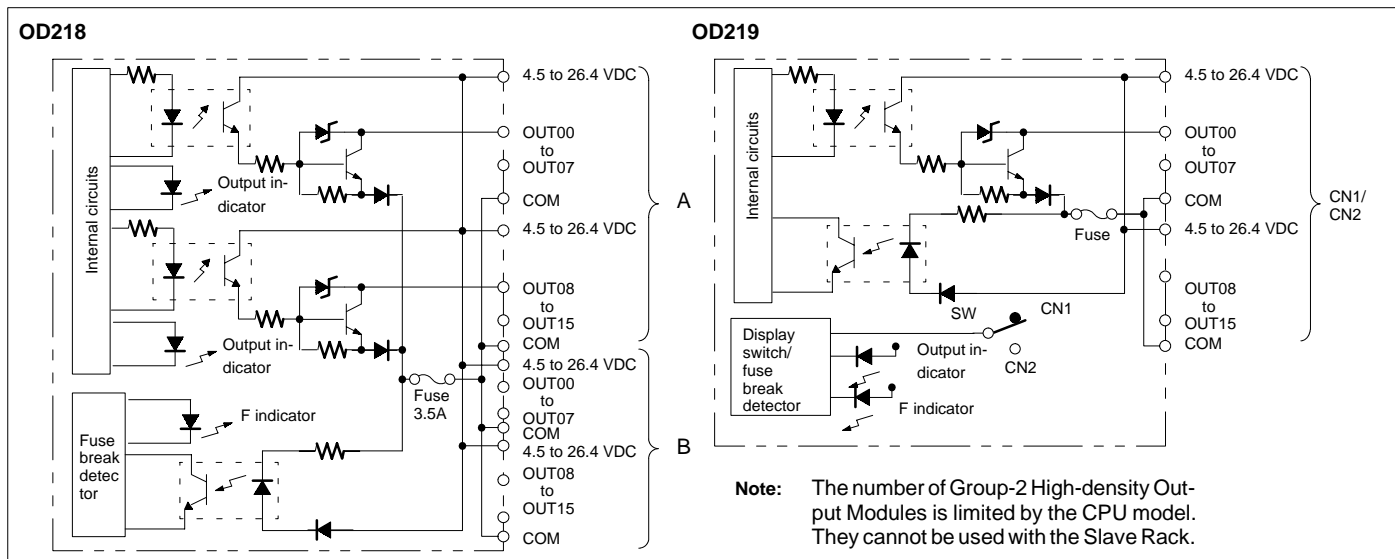 OD218
Internal circuits
Output in-
dicator
Output in-
dicator
Fuse
break
detec
tor
F indicator
Fuse
3.5A
4.5 to 26.4 VDC
OUT00
to
OUT07
COM
4.5 to 26.4 VDC
OUT08
to
OUT15
COM
4.5 to 26.4 VDC
OUT00
to
OUT07
COM
4.5 to 26.4 VDC
OUT08
to
OUT15
COM
A
B
OD219
Internal circuits
Fuse
SW
CN1
CN2
Display
switch/
fuse
break
detector
Output in-
dicator
F indicator
4.5 to 26.4 VDC
OUT00
to
OUT07
COM
4.5 to 26.4 VDC
OUT08
to
OUT15
COM
CN1/
CN2
Note: The number of Group-2 High-density Out-
put Modules is limited by the CPU model.
They cannot be used with the Slave Rack.